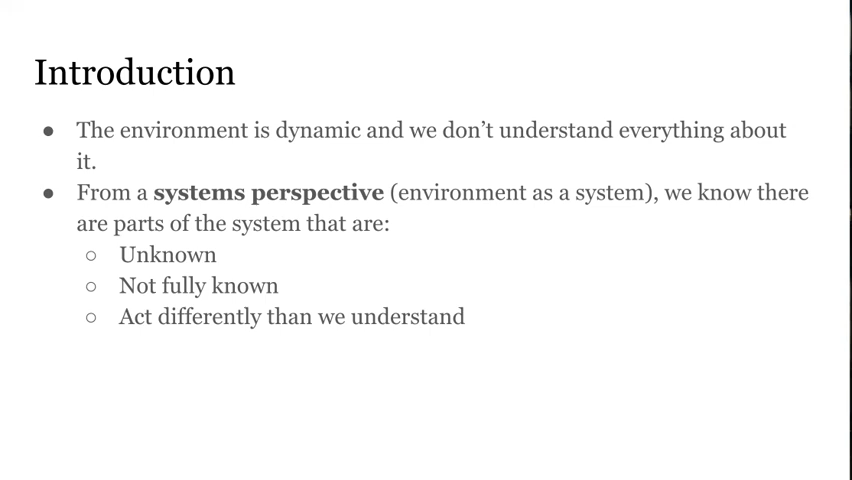 Introduction
● The environment is dynamic and we don’t understand everything about
it.
● From a systems perspective (environment as a system), we know there
are parts of the system that are:
○ Unknown
○ Not fully known
○ Act differently than we understand